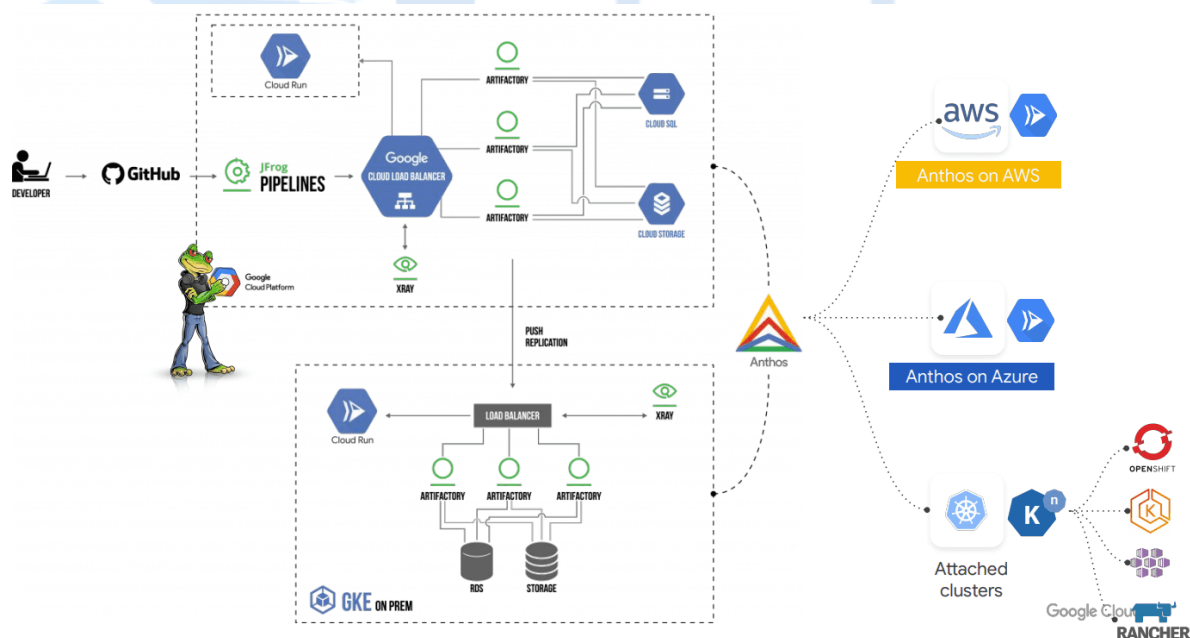 Cloud Run
ARTIFACTORY
CLOUD SQL
ARTIFACTORY
ARTIFACTORY
CLOUD STORAGE
DEVELOPER
GitHub
JFrog
PIPELINES
Google
CLOUD LOAD BALANCER
XRAY
Google
Cloud Platform
PUSH
REPLICATION
Cloud Run
LOAD BALANCER
XRAY
ARTIFACTORY
ARTIFACTORY
ARTIFACTORY
RDS
STORAGE
GKE ON PREM
Anthos
aws
Anthos on AWS
Anthos on Azure
K
n
Attached
clusters
OPENSHIFT
K
Google Clou
RANCHER